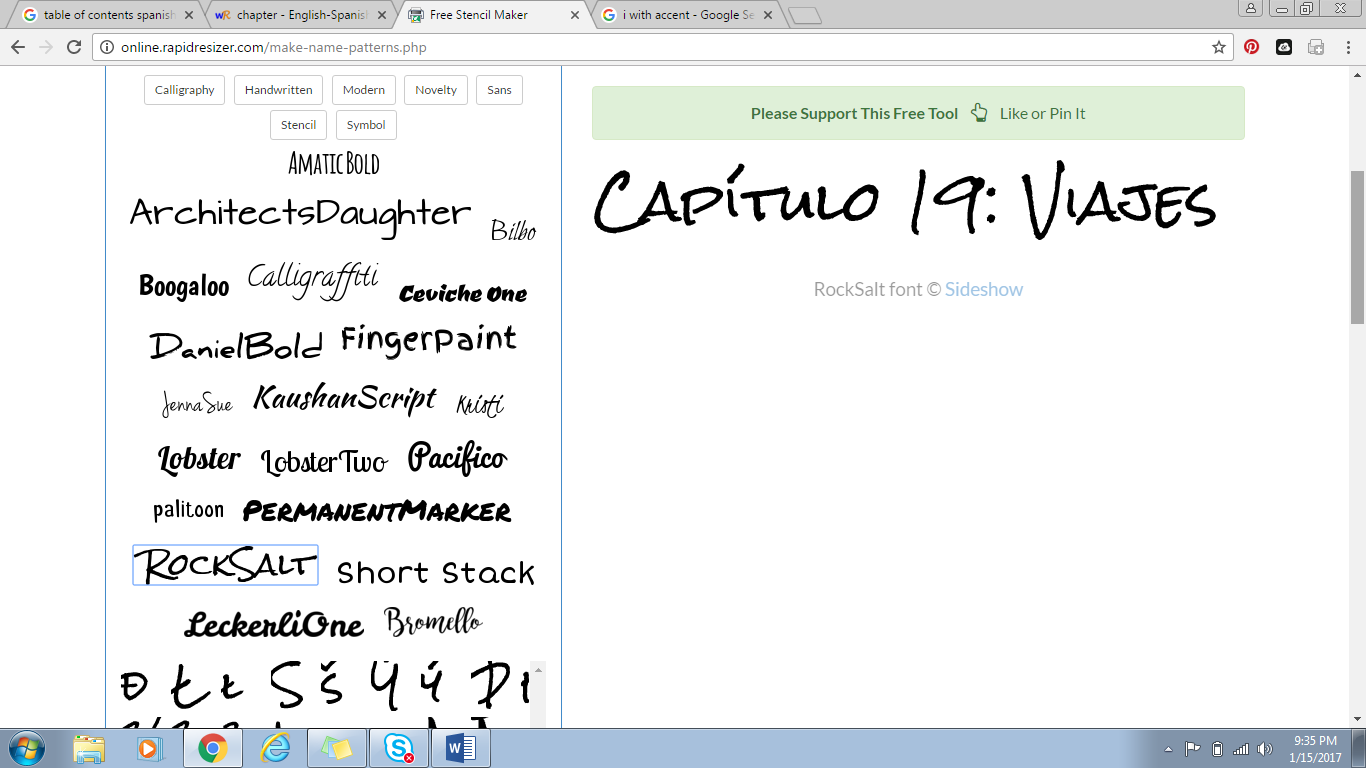 table of contents spanish
chapter - English-Spanis
Free Stencil Maker
i with accent - Google Se
online.rapidresizer.com/make-name-patterns.php
Calligraphy Handwritten Modern Novelty Sans
Stencil Symbol
Amatic Bold
ArchitectsDaughter
Bilbo
Boogaloo Calligraffiti Ceviche One
DanielBold FingerPaint
JennaSue KaushanScript Kristi
Lobster LobsterTwo Pacifico
palitoon PermanentMarker
RockSalt Short Stack
LeckerliOne Bromello
Please Support This Free Tool Like or Pin It
Capítulo 19: Viajes
RockSalt font © Sideshow
9:35 PM
1/15/2017